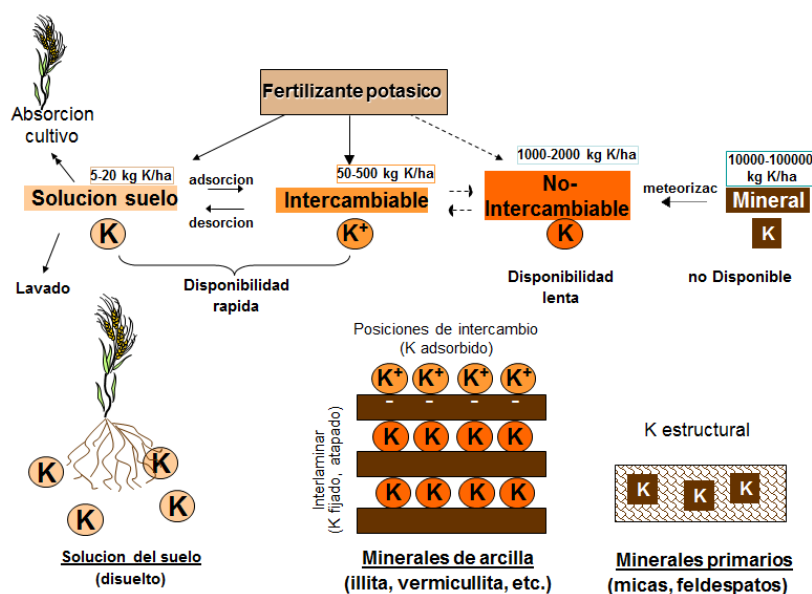 Fertilizante potasico
Absorcion
cultivo
5-20 kg K/ha
Solucion suelo
K
adsorcion
desorcion
50-500 kg K/ha
Intercambiable
K+
1000-2000 kg K/ha
No-
Intercambiable
K
meteorizac
10000-100000
kg K/ha
Mineral
K
Lavado
Disponibilidad
rapida
Disponibilidad
lenta
no Disponible
K
K
K
K
Solucion del suelo
(disuelto)
Posiciones de intercambio
(K adsorbido)
K+ K+ K+ K+
- - - -
K K K K
K K K K
Interlaminar
(K fijado, atapado)
Minerales de arcilla
(illita, vermicullita, etc.)
K estructural
K K K
Minerales primarios
(micas, feldespatos)